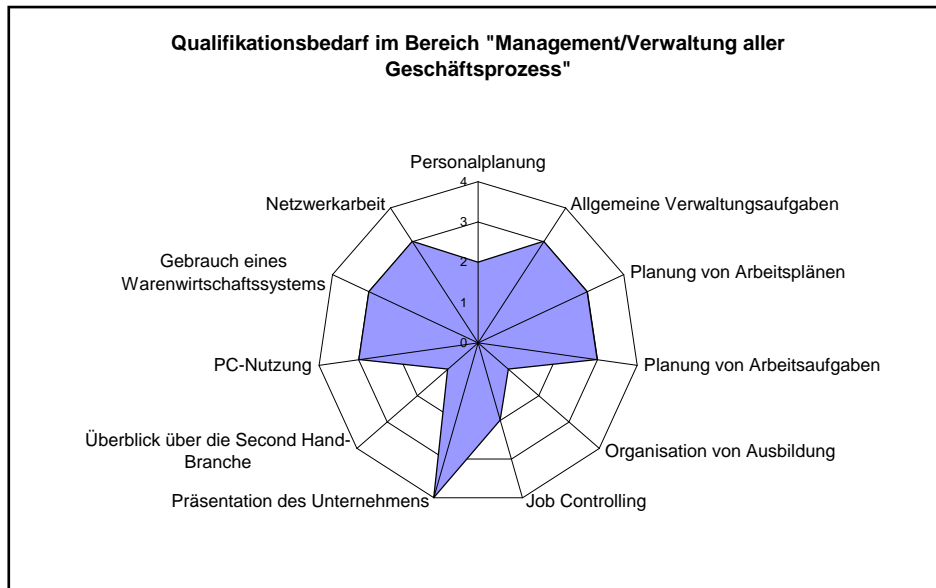 Qualifikationsbedarf im Bereich "Management/Verwaltung aller
Geschäftsprozess"
Personalplanung
4
Netzwerkarbeit
Allgemeine Verwaltungsaufgaben
3
Gebrauch eines
Warenwirtschaftssystems
Planung von Arbeitsplänen
2
1
0
PC-Nutzung
Planung von Arbeitsaufgaben
Überblick über die Second Hand-
Branche
Organisation von Ausbildung
Präsentation des Unternehmens
Job Controlling